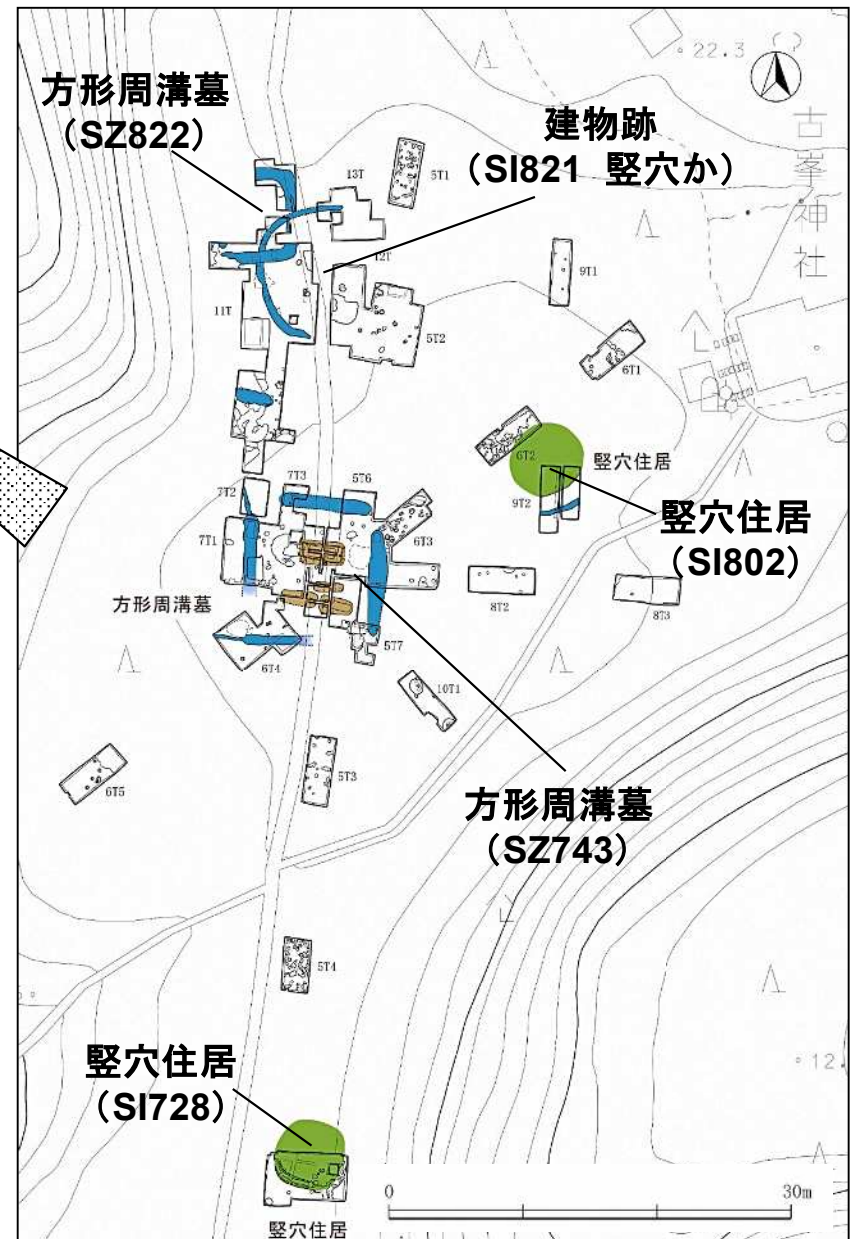 22.3
方形周溝墓
（SZ822）
建物跡
（SI821 竪穴か）
古峯神社
13T
5T1
12T
9T1
11T
5T2
6T1
6T2
竪穴住居
7T2
7T3
5T6
9T2
竪穴住居
（SI802）
7T1
6T3
8T2
8T3
方形周溝墓
6T4
5T7
10T1
6T5
5T3
方形周溝墓
（SZ743）
5T4
12.
竪穴住居
（SI728）
0
30m
竪穴住居